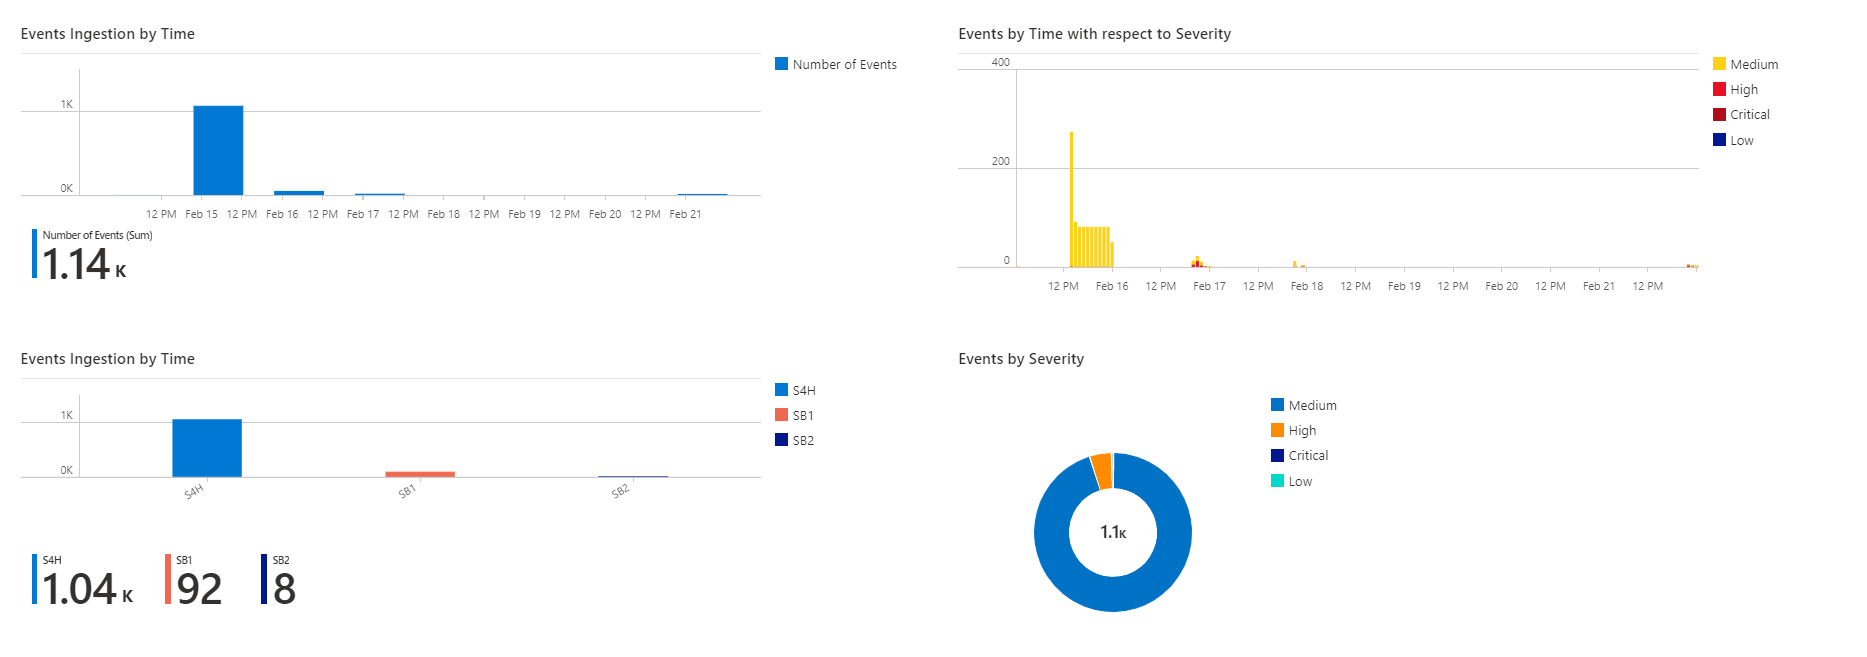 Events Ingestion by Time
Number of Events
1K
0K
12 PM Feb 15 12 PM Feb 16 12 PM Feb 17 12 PM Feb 18 12 PM Feb 19 12 PM Feb 20 12 PM Feb 21
Number of Events (Sum)
1.14 K
Events by Time with respect to Severity
400
200
0
Medium
High
Critical
Low
12 PM Feb 16 12 PM Feb 17 12 PM Feb 18 12 PM Feb 19 12 PM Feb 20 12 PM Feb 21 12 PM
Events Ingestion by Time
S4H
SB1
SB2
1K
0K
S4H SB1 SB2
S4H SB1 SB2
1.04 K 92 8
Events by Severity
Medium
High
Critical
Low
1.1K